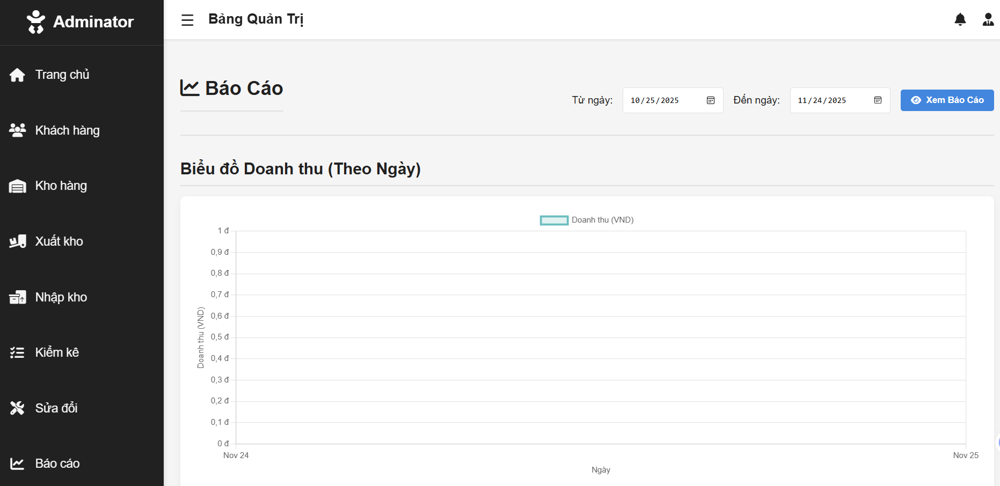 Adminator
Bảng Quản Trị
Trang chủ
Khách hàng
Kho hàng
Xuất kho
Nhập kho
Kiểm kê
Sửa đổi
Báo cáo
Báo Cáo
Từ ngày: 10/25/2025 Đến ngày: 11/24/2025 Xem Báo Cáo
Biểu đồ Doanh thu (Theo Ngày)
Doanh thu (VND)
1 đ
0,9 đ
0,8 đ
0,7 đ
0,6 đ
0,5 đ
0,4 đ
0,3 đ
0,2 đ
0,1 đ
0 đ
Doanh thu (VND)
Nov 24 Nov 25
Ngày